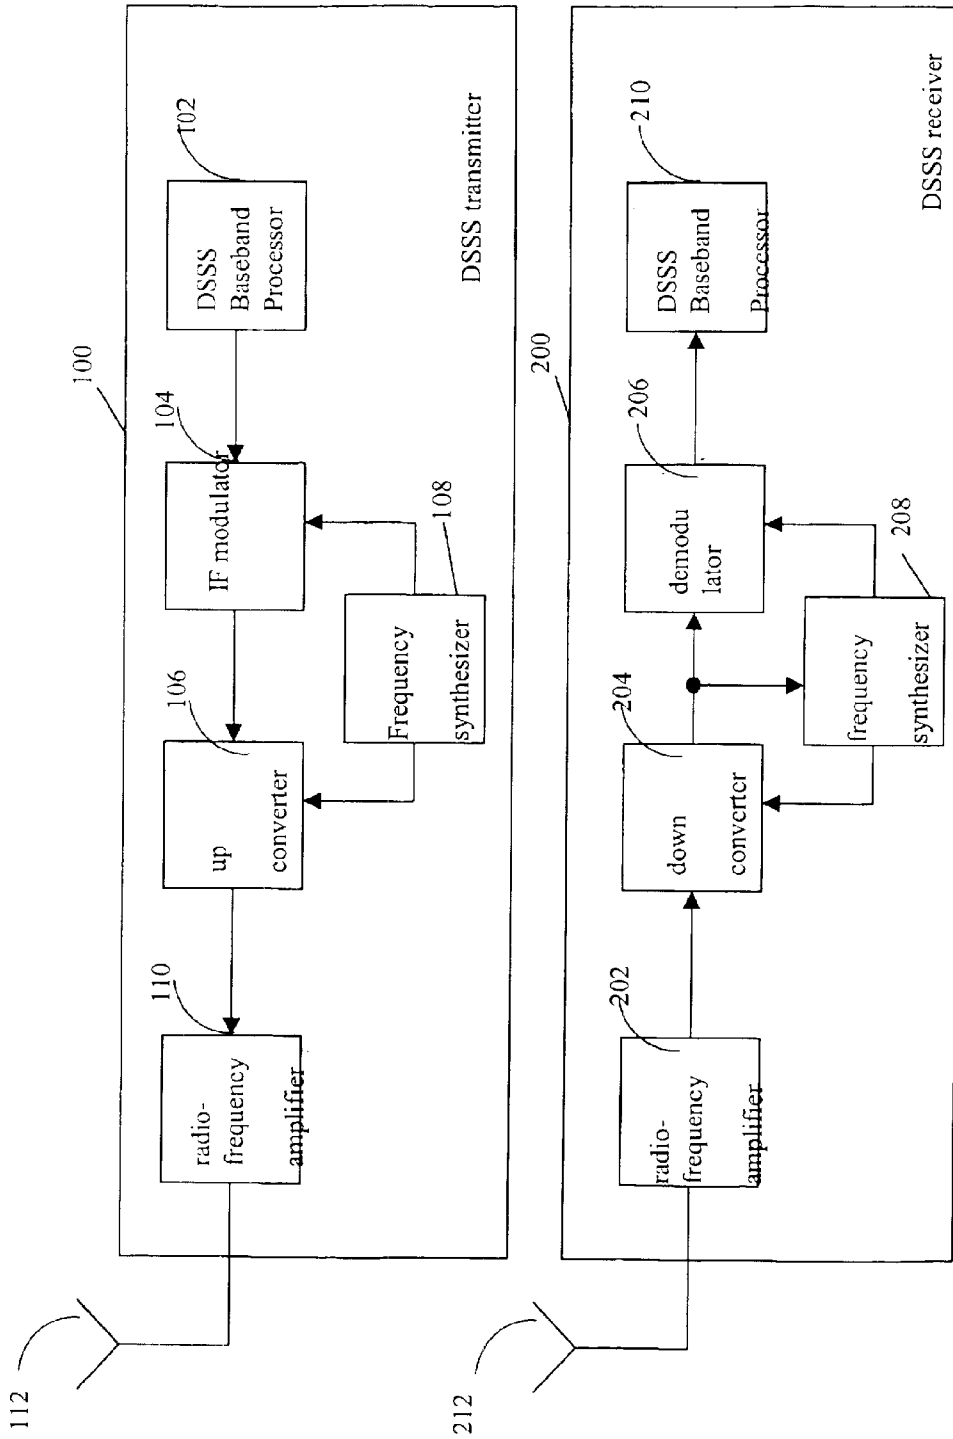 112
radio-
frequency
amplifier
110
up
converter
106
IF modulator
104
DSSS
Baseband
Processor
102
Frequency
synthesizer
108
100
DSSS transmitter
212
radio-
frequency
amplifier
202
down
converter
204
demodu
lator
206
DSSS
Baseband
Processor
210
frequency
synthesizer
208
200
DSSS receiver